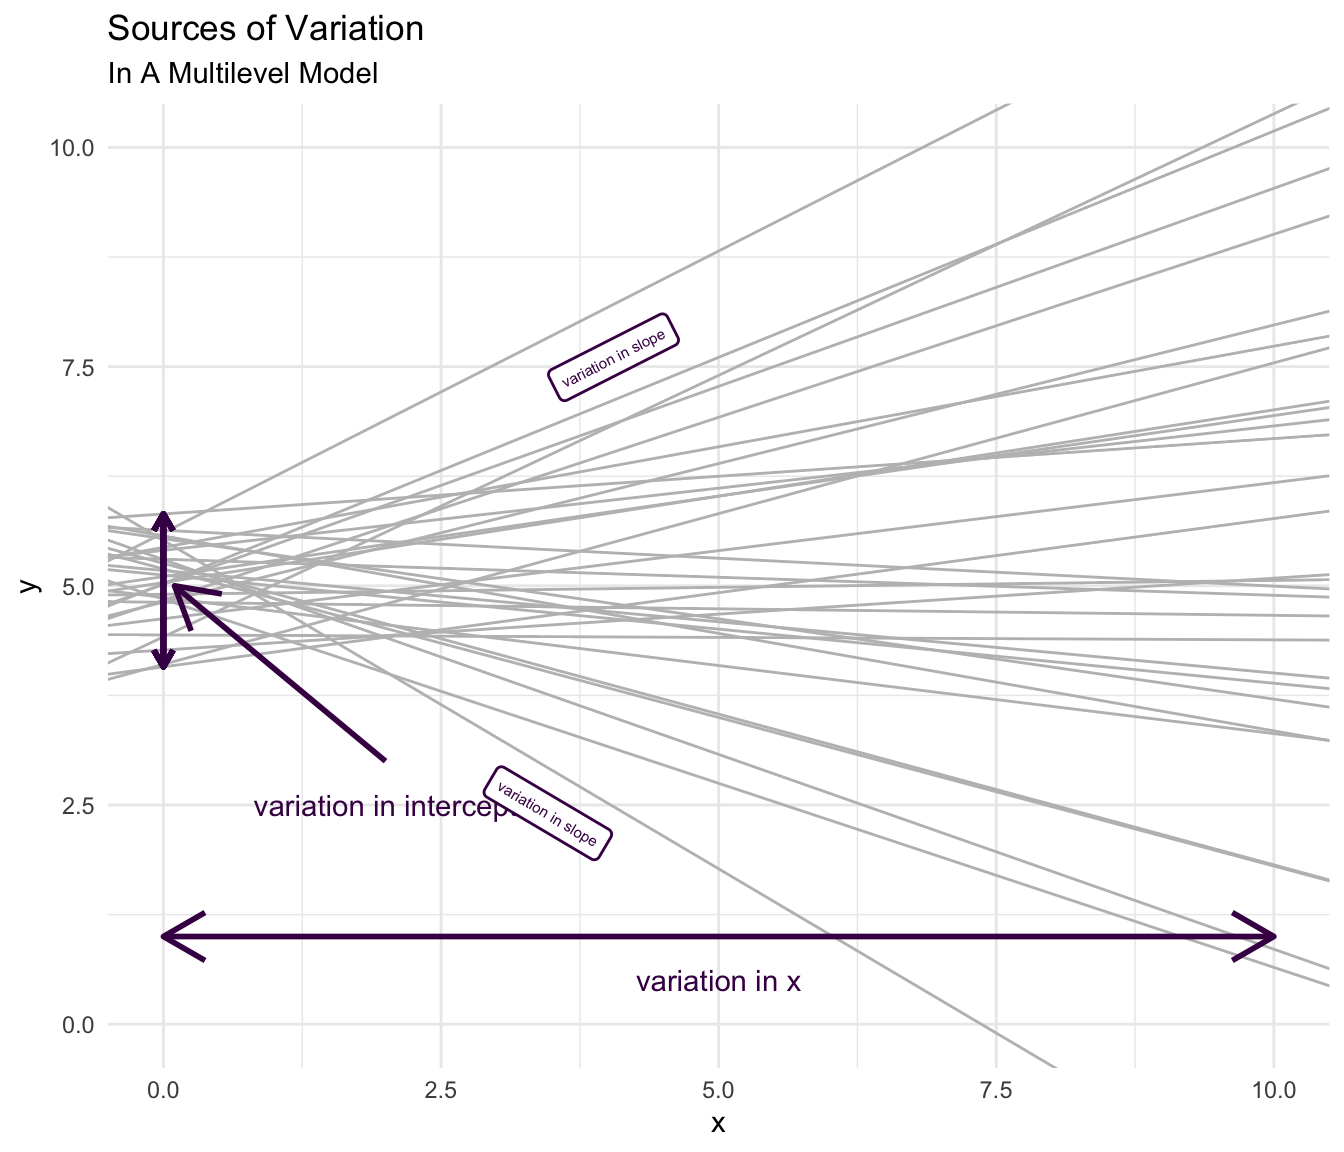 Sources of Variation
In A Multilevel Model
10.0
7.5
5.0
2.5
0.0
y
variation in slope
variation in intercept
variation in slope
variation in x
0.0
2.5
5.0
7.5
10.0
x